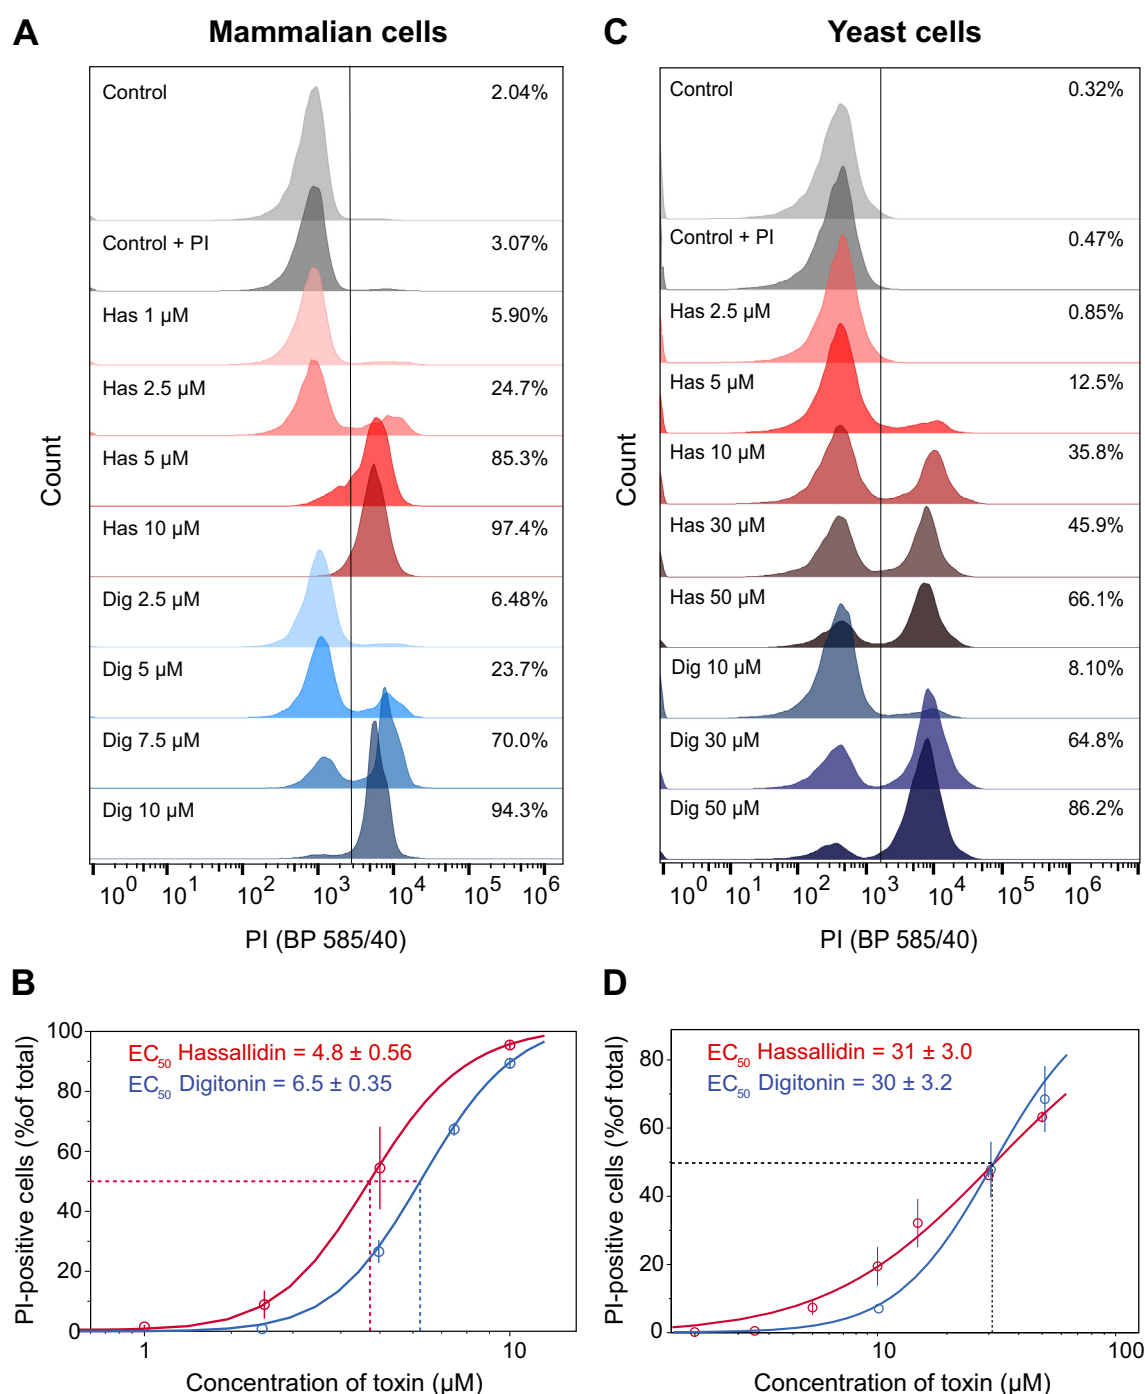 A Mammalian cells
Control 2.04%
Control + PI 3.07%
Has 1 µM 5.90%
Has 2.5 µM 24.7%
Has 5 µM 85.3%
Has 10 µM 97.4%
Dig 2.5 µM 6.48%
Dig 5 µM 23.7%
Dig 7.5 µM 70.0%
Dig 10 µM 94.3%
Count
10^0 10^1 10^2 10^3 10^4 10^5 10^6
PI (BP 585/40)
C Yeast cells
Control 0.32%
Control + PI 0.47%
Has 2.5 µM 0.85%
Has 5 µM 12.5%
Has 10 µM 35.8%
Has 30 µM 45.9%
Has 50 µM 66.1%
Dig 10 µM 8.10%
Dig 30 µM 64.8%
Dig 50 µM 86.2%
Count
10^0 10^1 10^2 10^3 10^4 10^5 10^6
PI (BP 585/40)
B
EC50 Hassallidin = 4.8 ± 0.56
EC50 Digitonin = 6.5 ± 0.35
PI-positive cells (%of total)
100
80
60
40
20
0
1 10
Concentration of toxin (µM)
D
EC50 Hassallidin = 31 ± 3.0
EC50 Digitonin = 30 ± 3.2
PI-positive cells (%of total)
80
60
40
20
0
10 100
Concentration of toxin (µM)